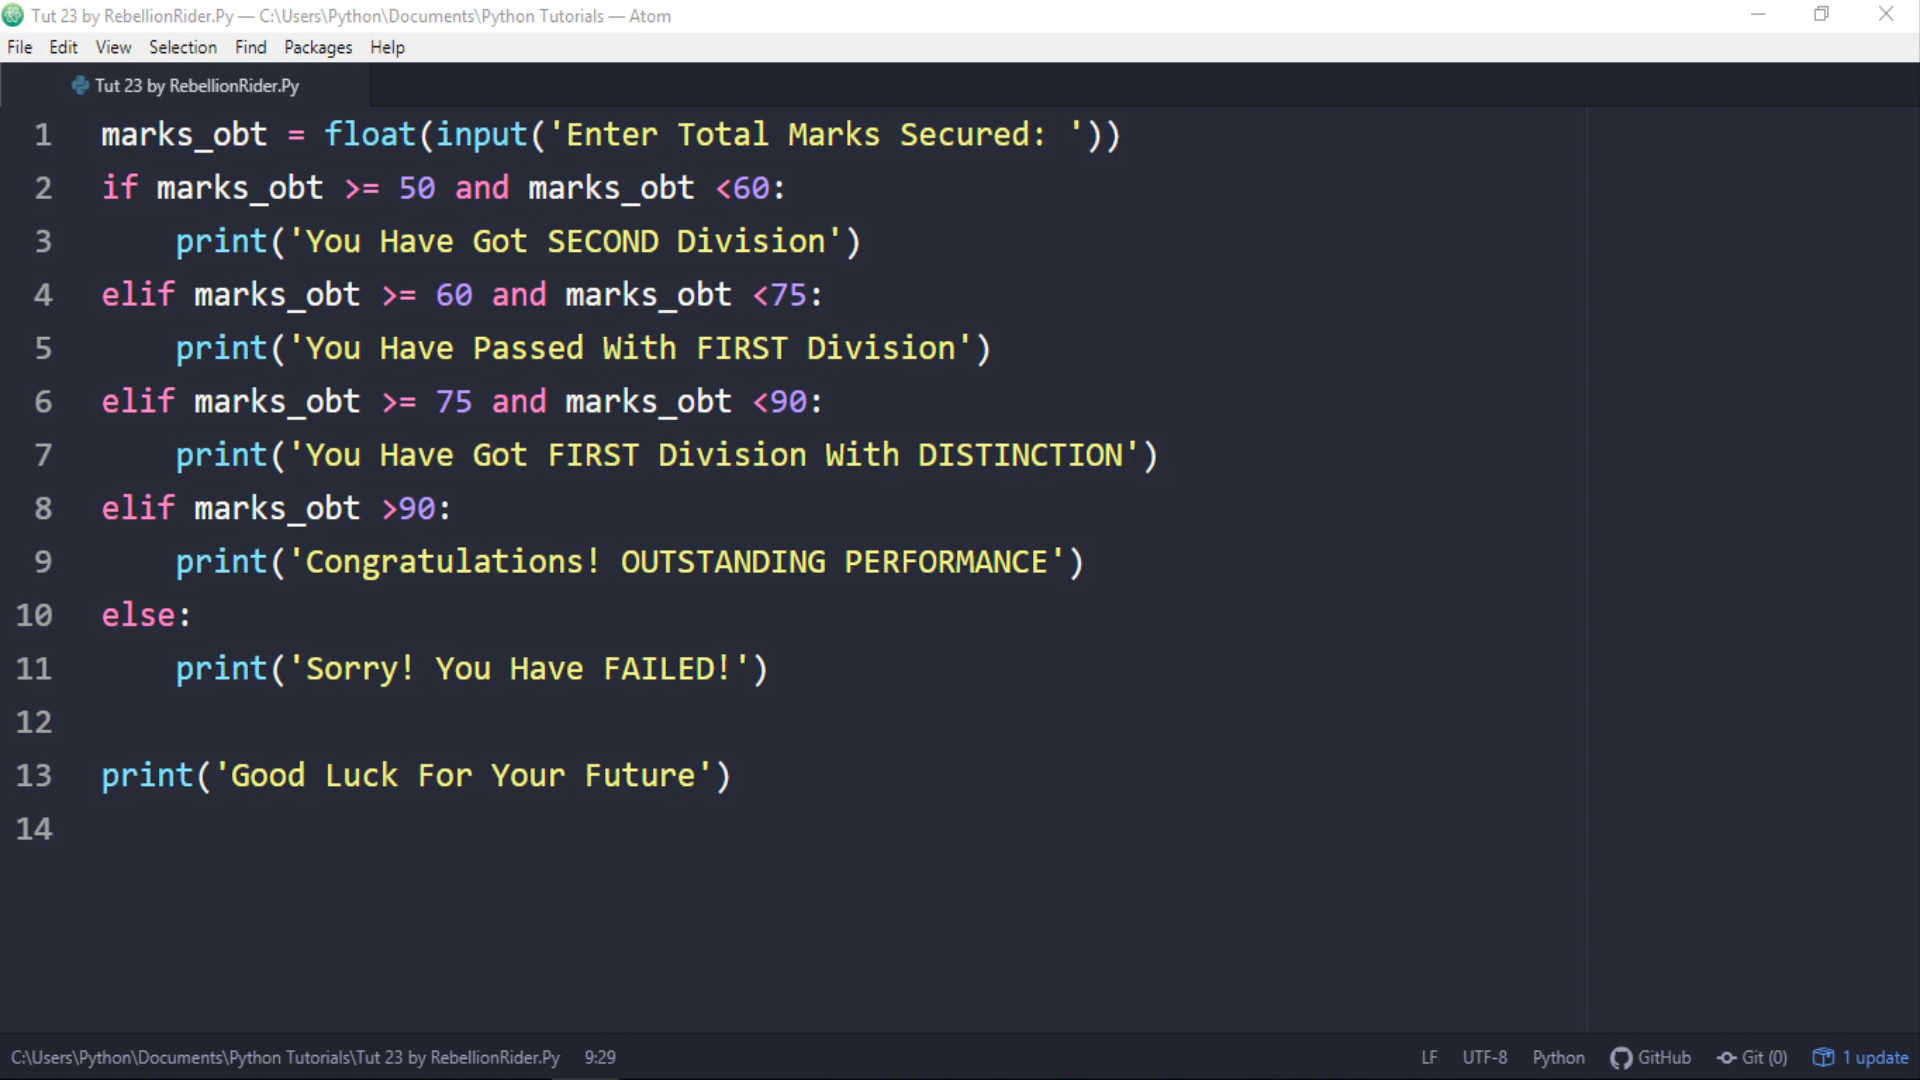 Tut 23 by RebellionRider.Py — C:\Users\Python\Documents\Python Tutorials — Atom
File Edit View Selection Find Packages Help
Tut 23 by RebellionRider.Py
1 marks_obt = float(input('Enter Total Marks Secured: '))
2 if marks_obt >= 50 and marks_obt <60:
3     print('You Have Got SECOND Division')
4 elif marks_obt >= 60 and marks_obt <75:
5     print('You Have Passed With FIRST Division')
6 elif marks_obt >= 75 and marks_obt <90:
7     print('You Have Got FIRST Division With DISTINCTION')
8 elif marks_obt >90:
9     print('Congratulations! OUTSTANDING PERFORMANCE')
10 else:
11     print('Sorry! You Have FAILED!')
12
13 print('Good Luck For Your Future')
14
C:\Users\Python\Documents\Python Tutorials\Tut 23 by RebellionRider.Py 9:29 LF UTF-8 Python GitHub Git (0) 1 update